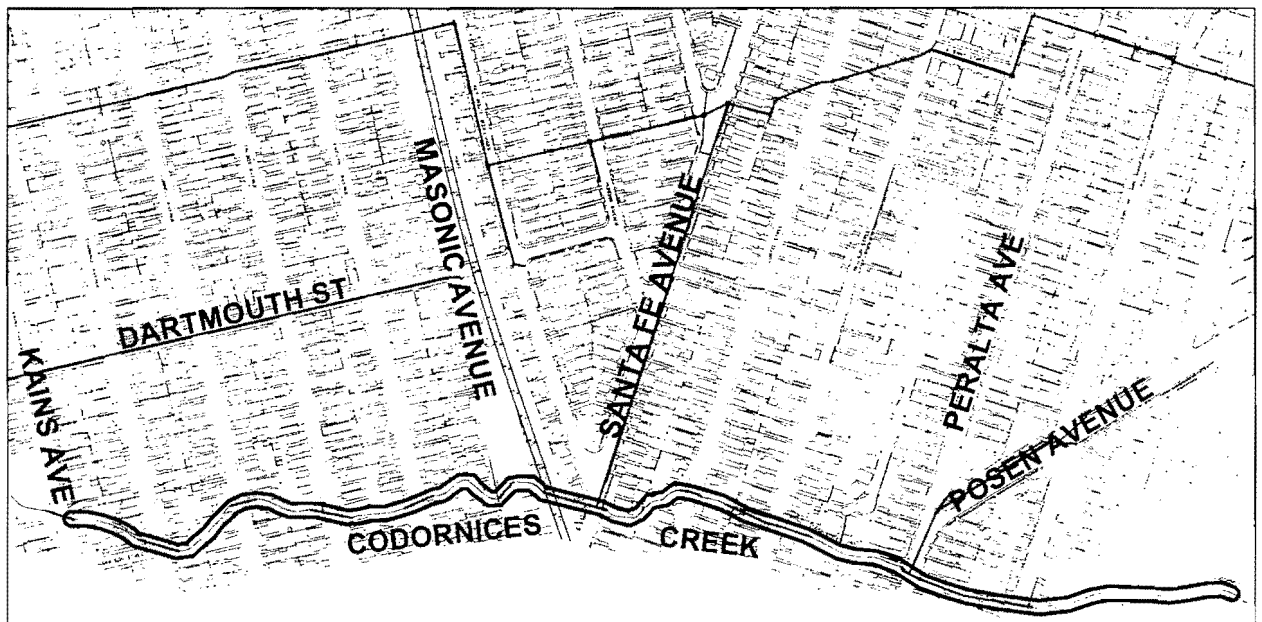 MASONIC AVENUE
SANTA FE AVENUE
DARTMOUTH ST
PERALTA AVE
KAINS AVE
POSEN AVENUE
CODORNICES CREEK